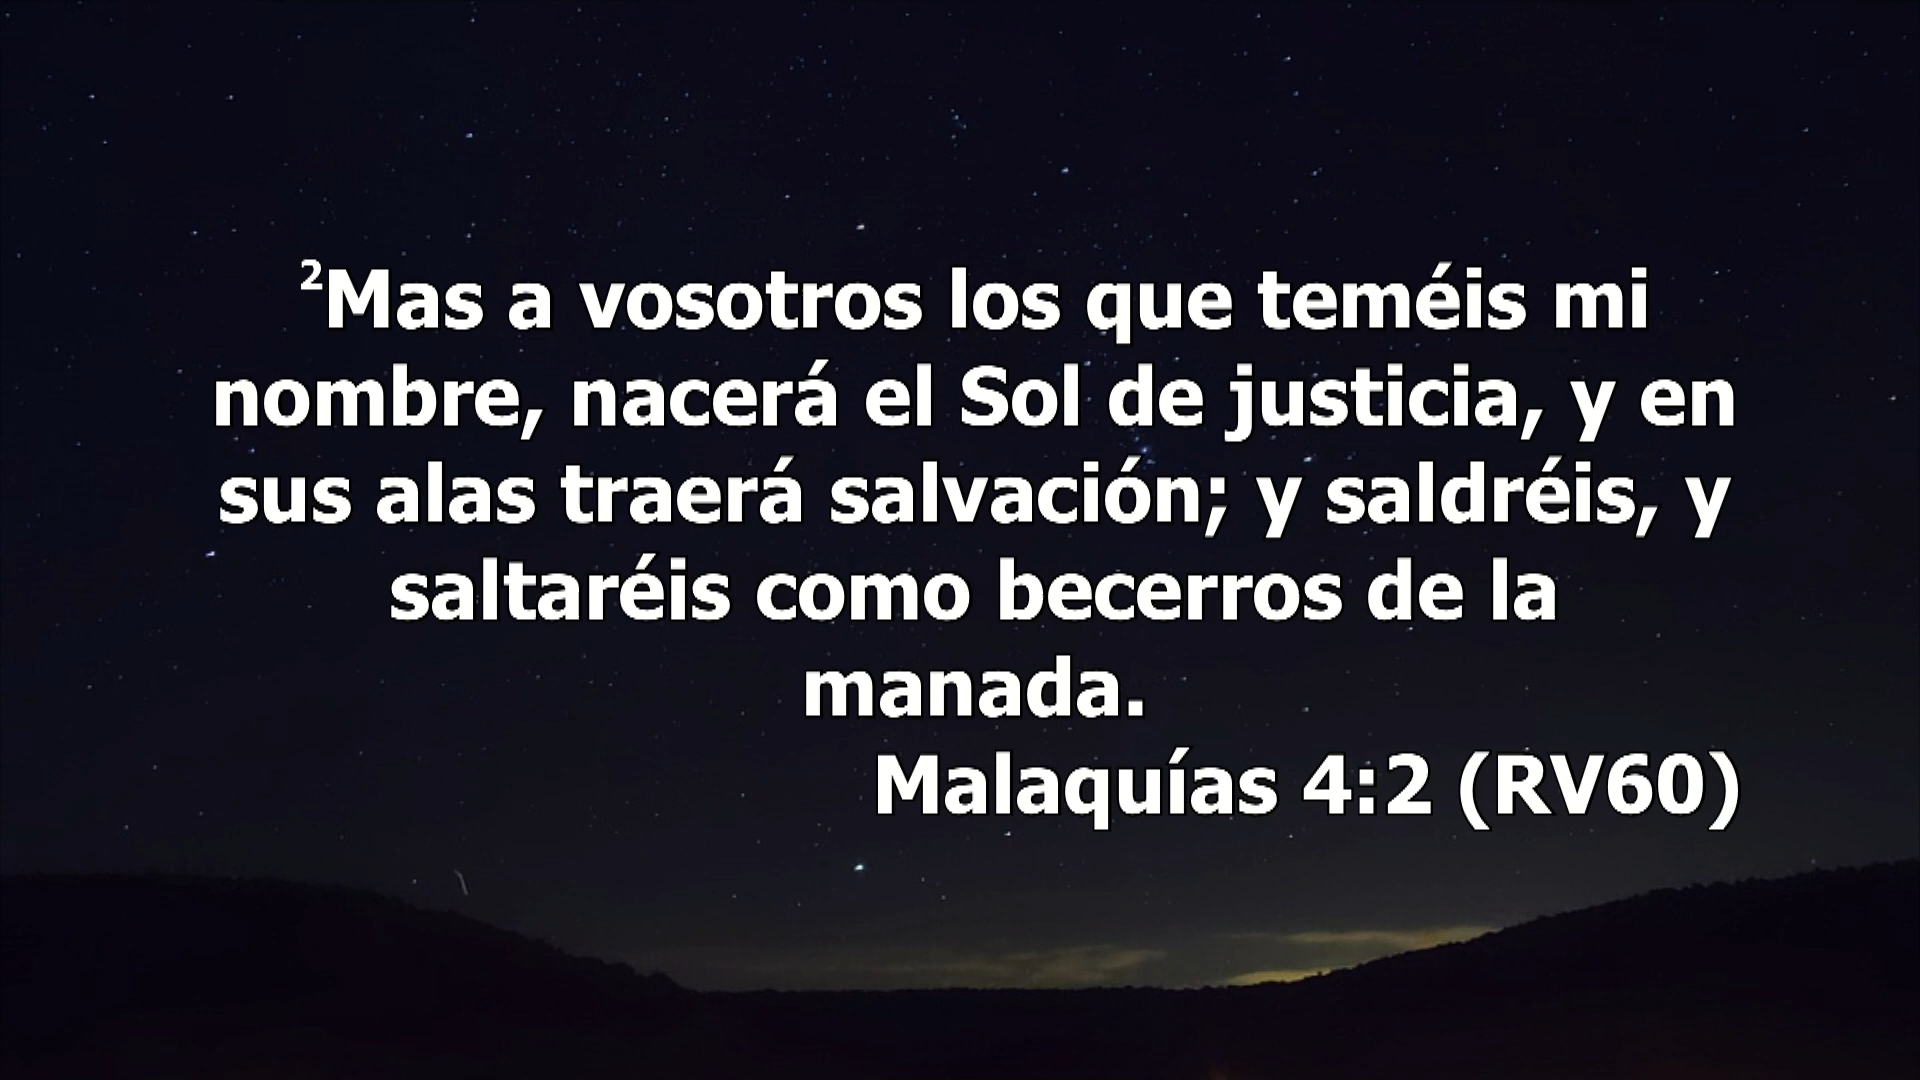 ²Mas a vosotros los que teméis mi
nombre, nacerá el Sol de justicia, y en
sus alas traerá salvación; y saldréis, y
saltaréis como becerros de la
manada.
Malaquías 4:2 (RV60)